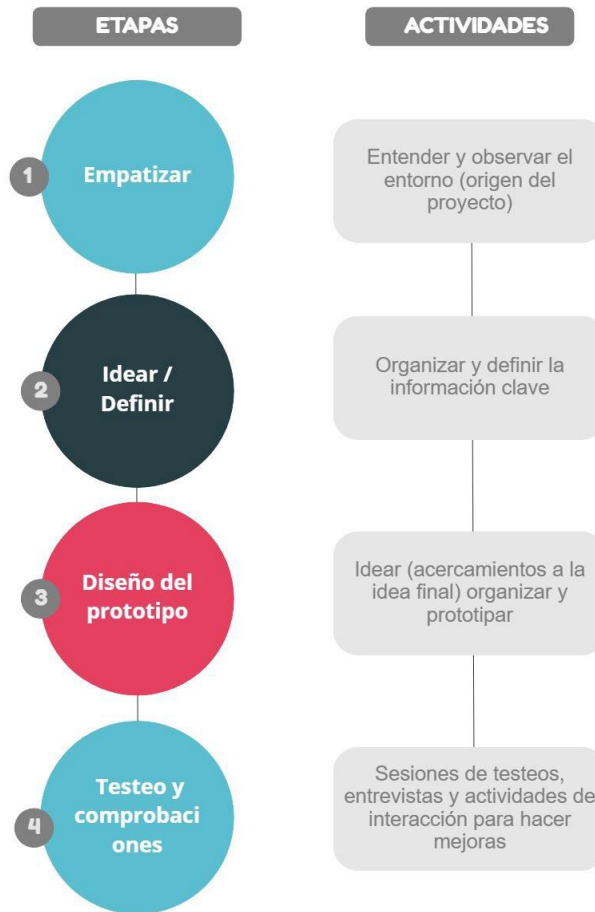 ETAPAS
ACTIVIDADES
1
Empatizar
Entender y observar el
entorno (origen del
proyecto)
2
Idear /
Definir
Organizar y definir la
información clave
3
Diseño del
prototipo
Idear (acercamientos a la
idea final) organizar y
prototipar
4
Testeo y
comprobaci
ones
Sesiones de testeos,
entrevistas y actividades de
interacción para hacer
mejoras